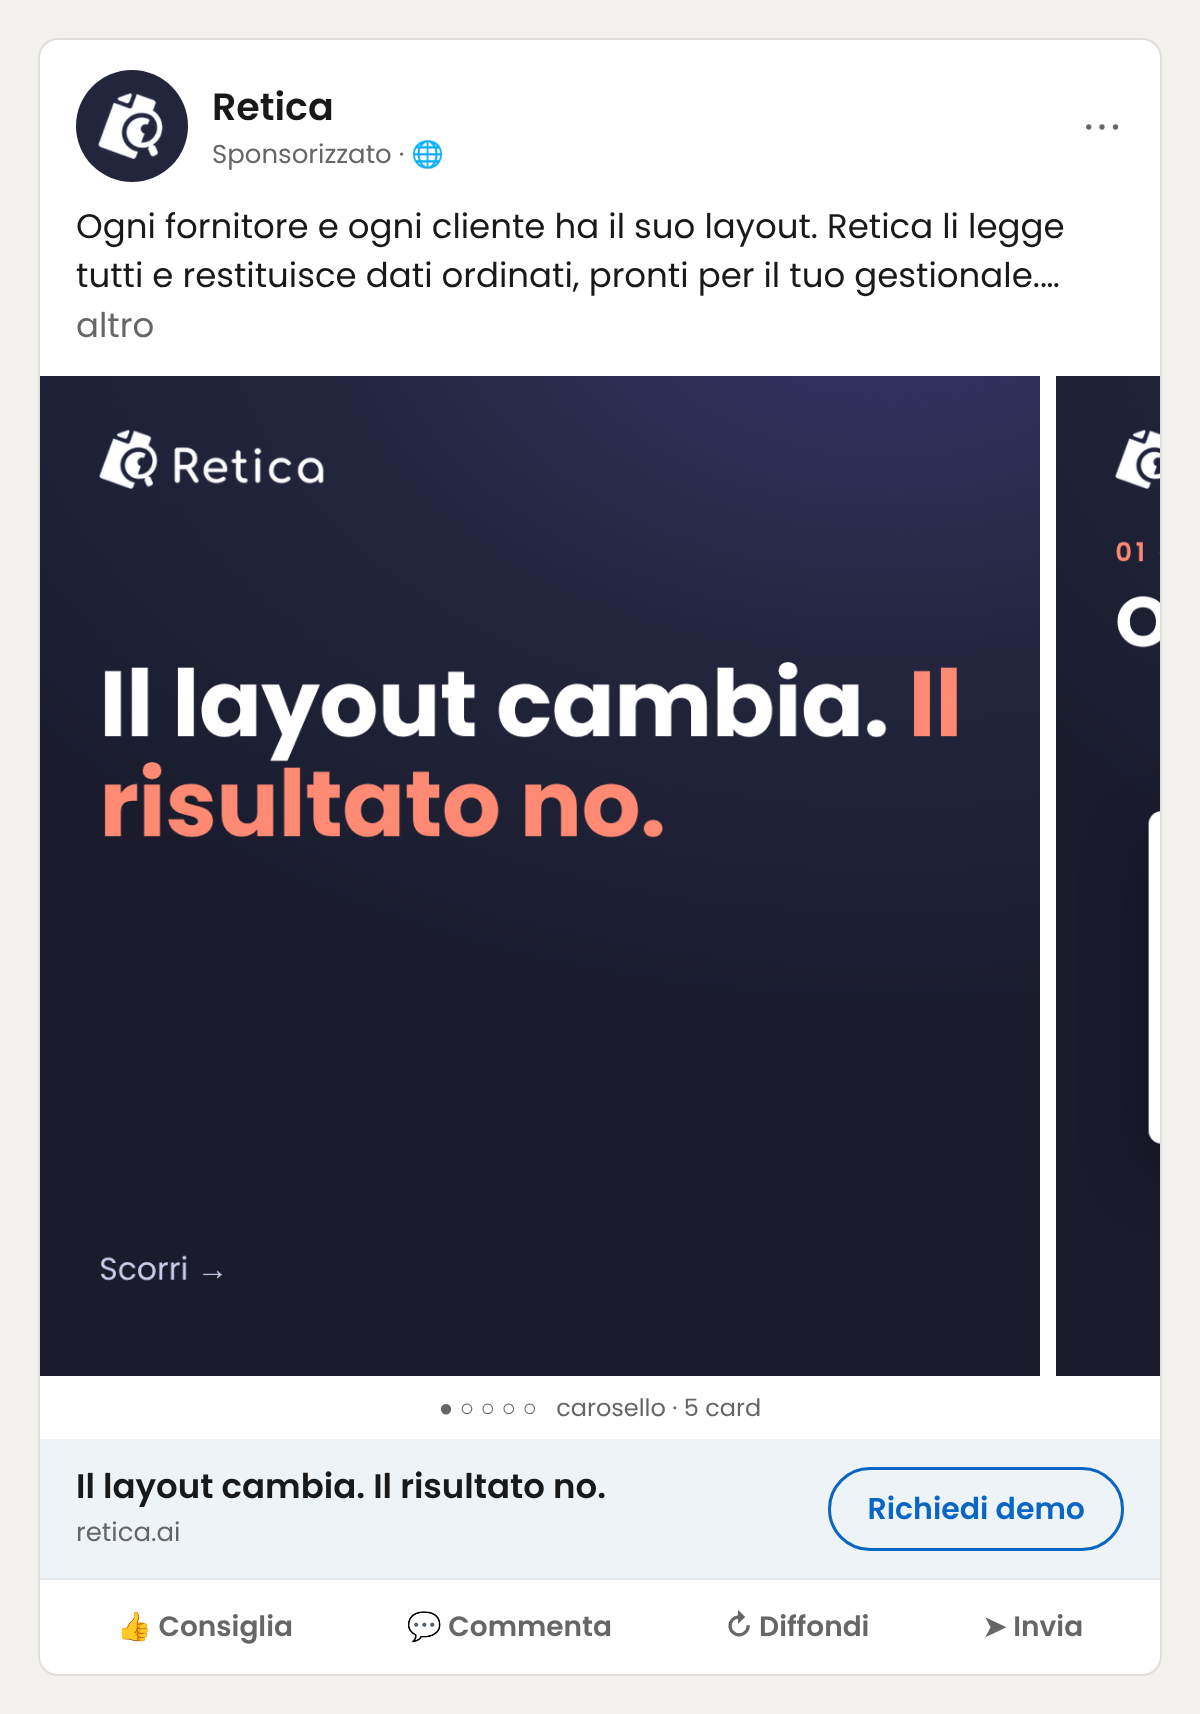 Retica
Sponsorizzato ·
Ogni fornitore e ogni cliente ha il suo layout. Retica li legge
tutti e restituisce dati ordinati, pronti per il tuo gestionale....
altro
Retica
Il layout cambia. Il
risultato no.
Scorri →
01
O
carosello · 5 card
Il layout cambia. Il risultato no.
retica.ai
Richiedi demo
Consiglia
Commenta
Diffondi
Invia